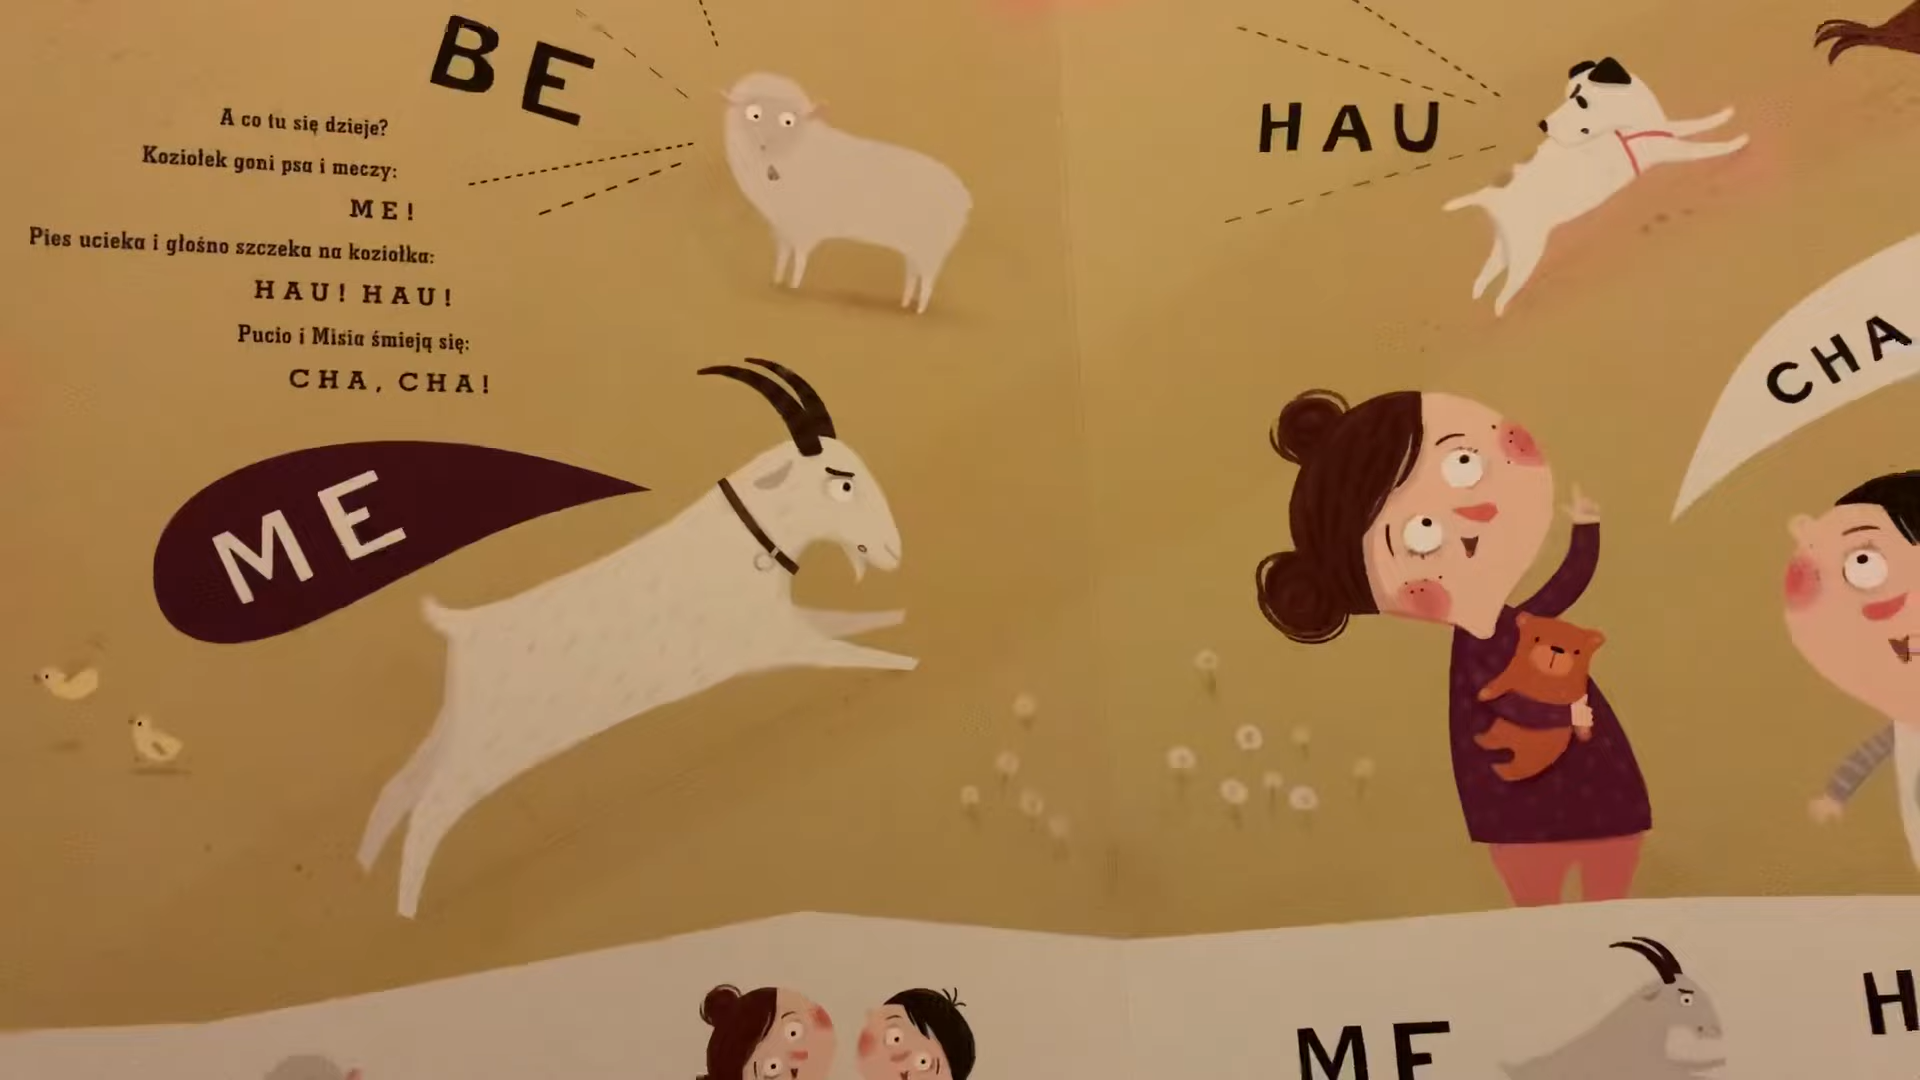 BE
A co tu się dzieje?
Koziołek goni psa i meczy:
ME!
Pies ucieka i głośno szczeka na koziołka:
HAU! HAU!
Pucio i Misia śmieją się:
CHA, CHA!
ME
HAU
CHA
ME